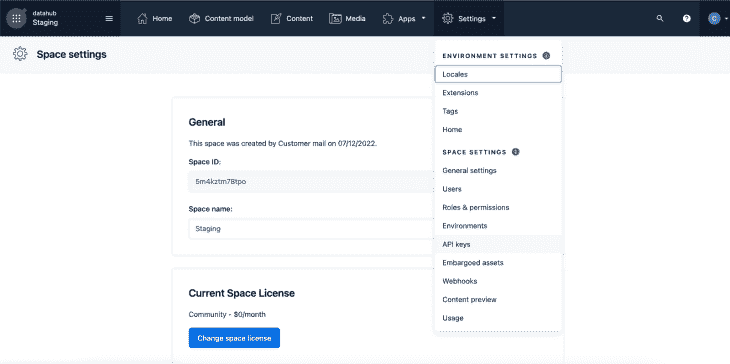 datahub
Staging
Home
Content model
Content
Media
Apps
Settings
C
Space settings
ENVIRONMENT SETTINGS
Locales
Extensions
Tags
Home
SPACE SETTINGS
General settings
Users
Roles & permissions
Environments
API keys
Embargoed assets
Webhooks
Content preview
Usage
General
This space was created by Customer mail on 07/12/2022.
Space ID:
5m4kztm78tpo
Space name:
Staging
Current Space License
Community - $0/month
Change space license